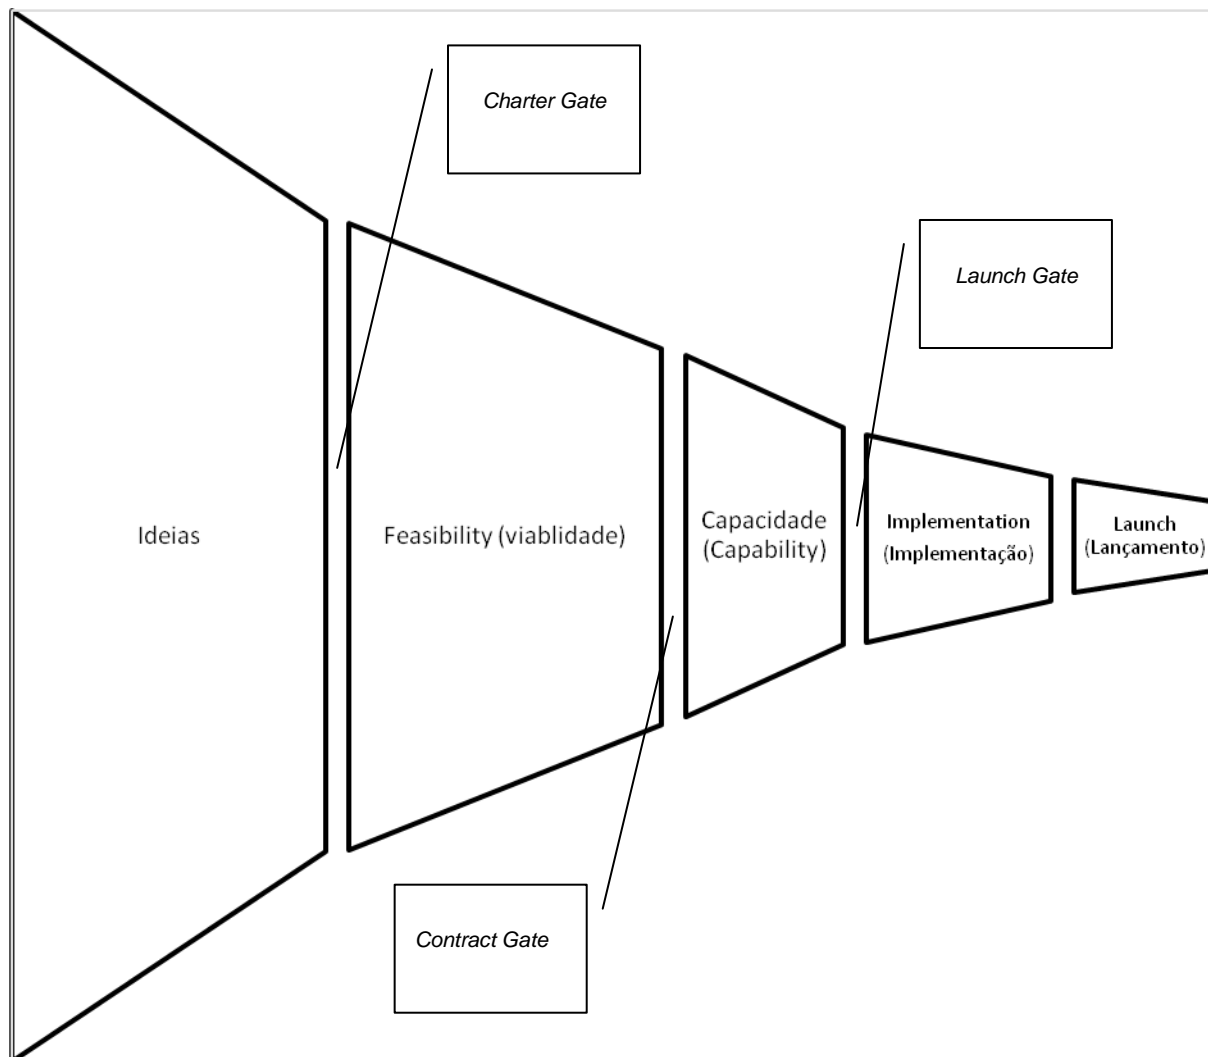 Charter Gate
Launch Gate
Ideias
Feasibility (viablidade)
Capacidade
(Capability)
Implementation
(Implementação)
Launch
(Lançamento)
Contract Gate